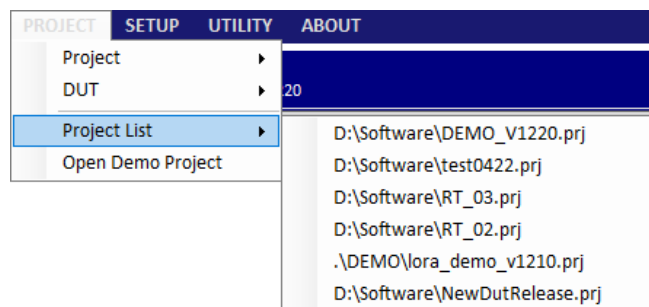 PROJECT SETUP UTILITY ABOUT
Project
DUT
20
Project List
Open Demo Project
D:\Software\DEMO_V1220.prj
D:\Software\test0422.prj
D:\Software\RT_03.prj
D:\Software\RT_02.prj
.\DEMO\lora_demo_v1210.prj
D:\Software\NewDutRelease.prj